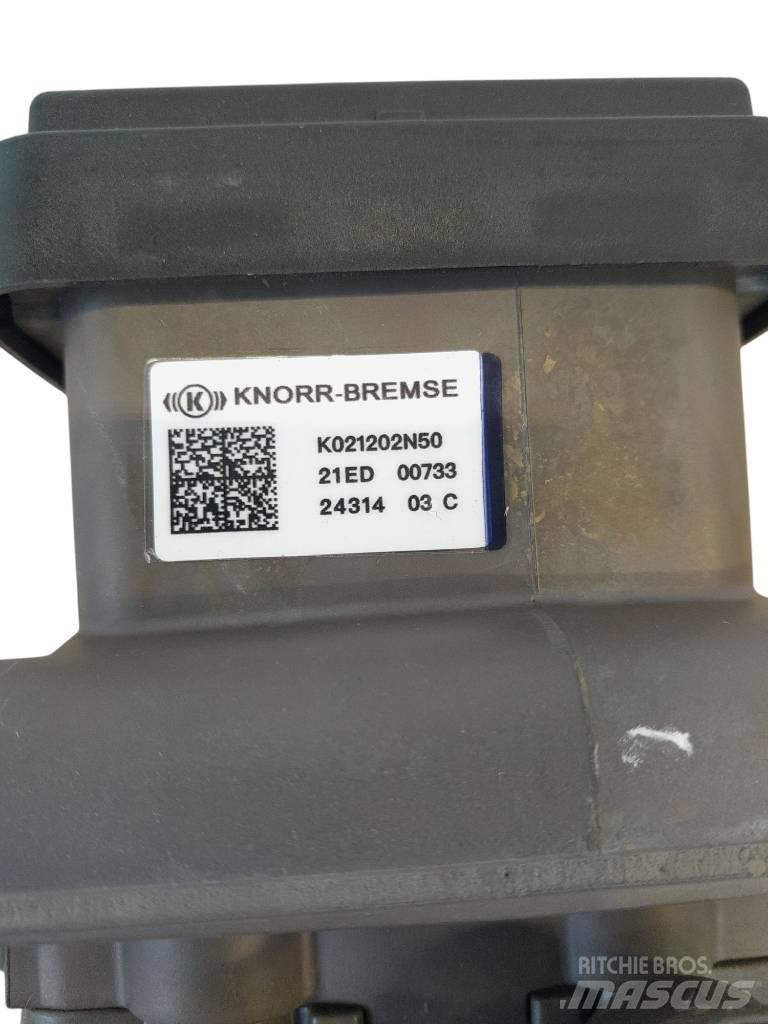 K KNORR-BREMSE
K021202N50
21ED 00733
24314 03 C
RITCHIE BROS.
MASCUS